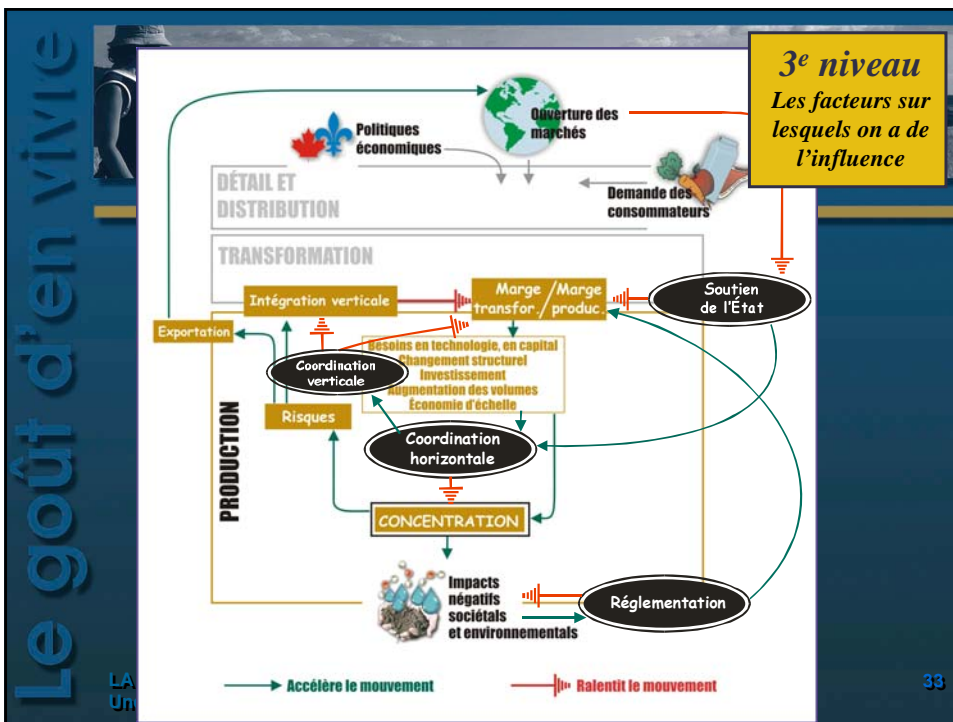 Le goût d'en vivre
3e niveau
Les facteurs sur
lesquels on a de
l'influence
Politiques
économiques
Ouverture des
marchés
Demande des
consommateurs
DÉTAIL ET
DISTRIBUTION
TRANSFORMATION
Intégration verticale
Marge / Marge
transfor. / produc.
Soutien
de l'État
Exportation
Besoins en technologie, en capital
Changement structurel
Investissement
Augmentation des volumes
Économie d'échelle
Coordination
verticale
Risques
Coordination
horizontale
PRODUCTION
CONCENTRATION
Impacts
négatifs
sociétals
et environnementals
Réglementation
Accélère le mouvement
Ralentit le mouvement
LA
Un
33